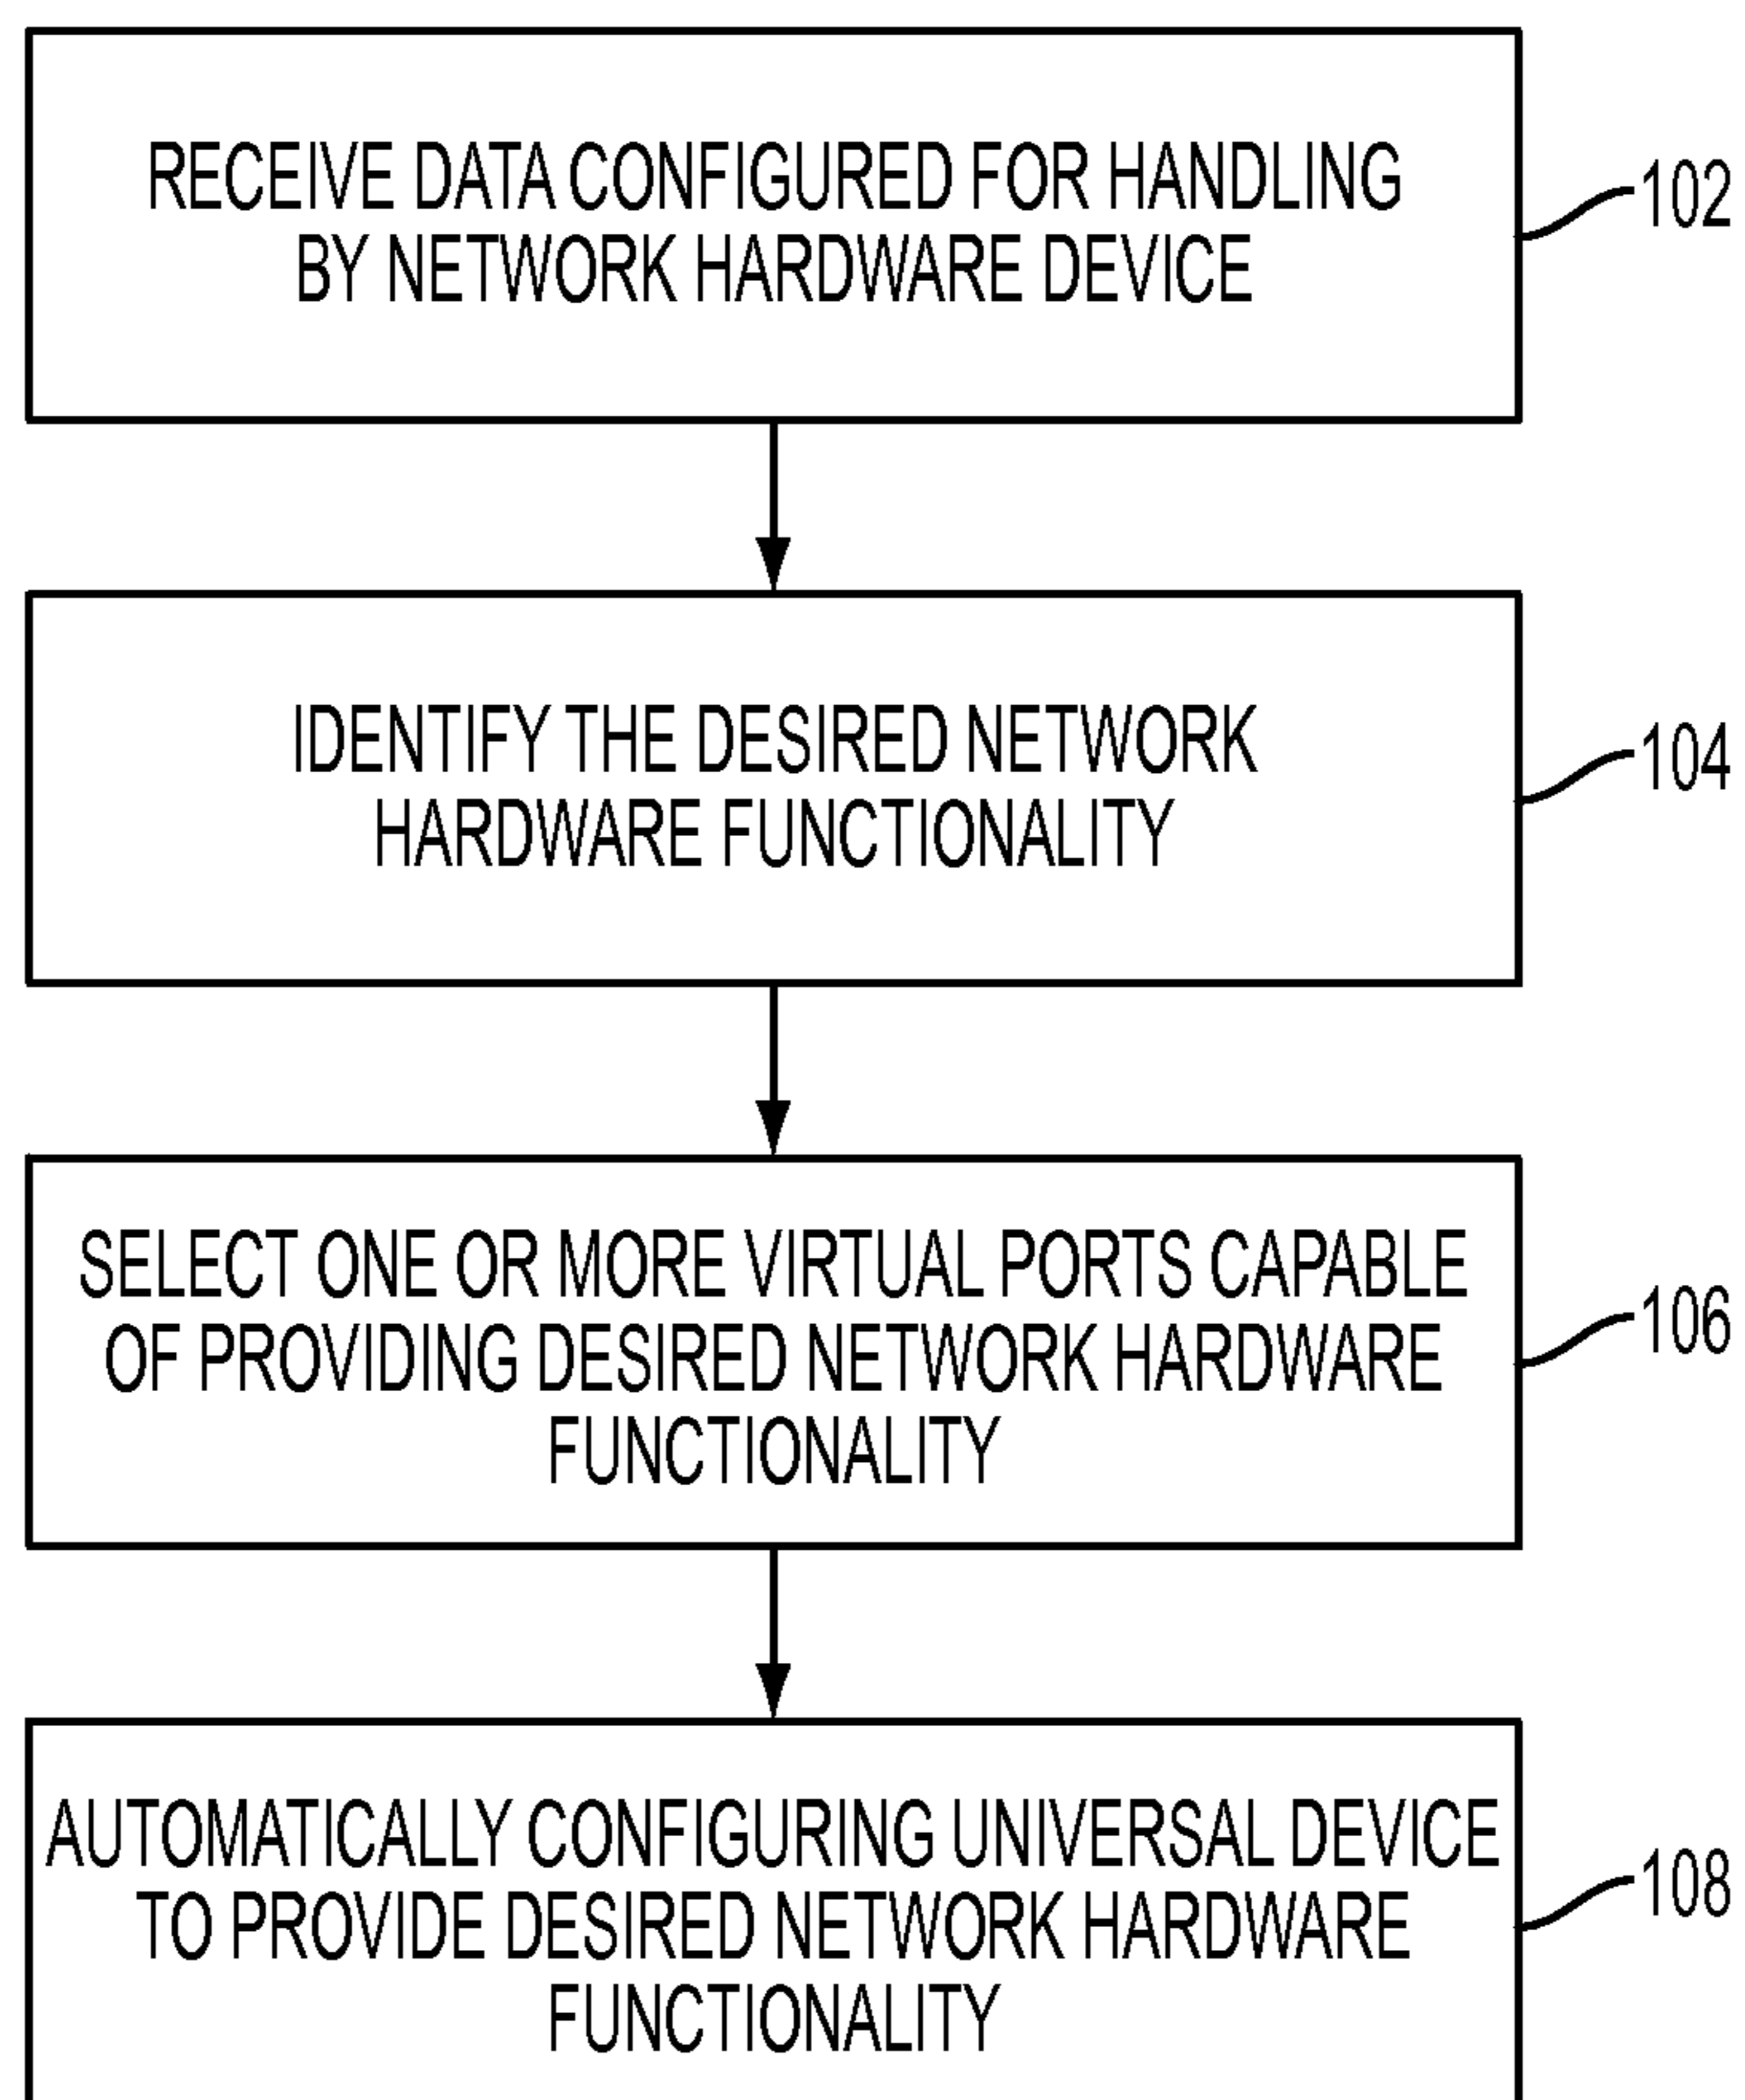 RECEIVE DATA CONFIGURED FOR HANDLING
BY NETWORK HARDWARE DEVICE
102
IDENTIFY THE DESIRED NETWORK
HARDWARE FUNCTIONALITY
104
SELECT ONE OR MORE VIRTUAL PORTS CAPABLE
OF PROVIDING DESIRED NETWORK HARDWARE
FUNCTIONALITY
106
AUTOMATICALLY CONFIGURING UNIVERSAL DEVICE
TO PROVIDE DESIRED NETWORK HARDWARE
FUNCTIONALITY
108